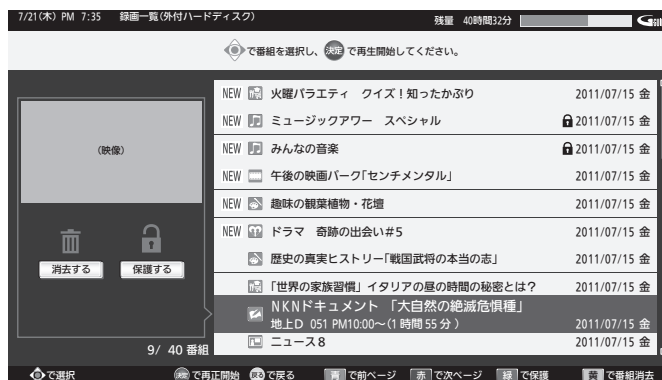 7/21(木) PM 7:35 録画一覧(外付ハードディスク) 残量 40時間32分
で番組を選択し、決定 で再生開始してください。
NEW 火曜バラエティ クイズ!知ったかぶり 2011/07/15 金
NEW ミュージックアワー スペシャル 2011/07/15 金
NEW みんなの音楽 2011/07/15 金
NEW 午後の映画パーク「センチメンタル」 2011/07/15 金
NEW 趣味の観葉植物・花壇 2011/07/15 金
NEW ドラマ 奇跡の出会い#5 2011/07/15 金
歴史の真実ヒストリー「戦国武将の本当の志」 2011/07/15 金
「世界の家族習慣」イタリアの昼の時間の秘密とは? 2011/07/15 金
NKNドキュメント 「大自然の絶滅危惧種」
地上D 051 PM10:00~(1時間55分) 2011/07/15 金
ニュース8 2011/07/15 金
(映像)
消去する 保護する
9/ 40 番組
で選択 決定 で再正開始 戻る で戻る 青 で前ページ 赤 で次ページ 緑 で保護 黄 で番組消去